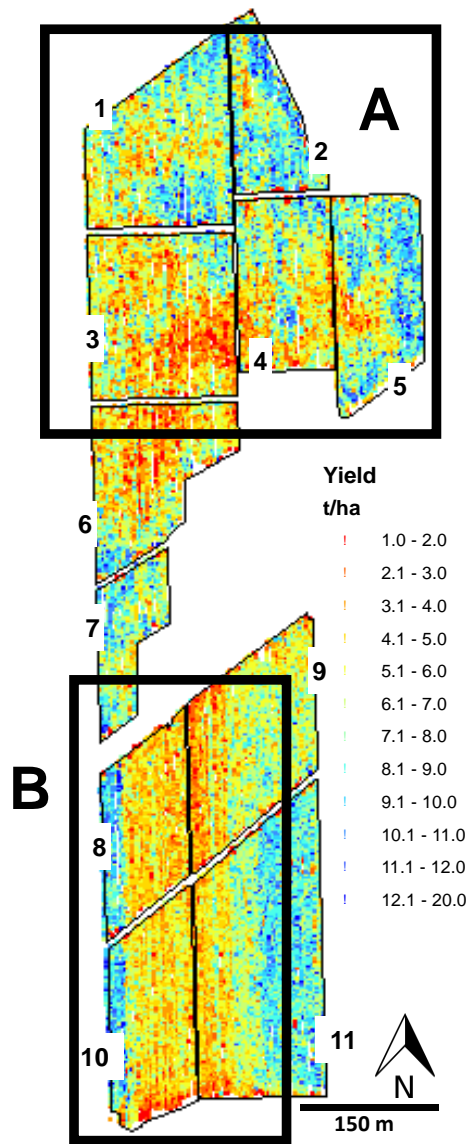 1
A
2
3
4
5
Yield
t/ha
6
! 1.0 - 2.0
! 2.1 - 3.0
! 3.1 - 4.0
! 4.1 - 5.0
! 5.1 - 6.0
! 6.1 - 7.0
! 7.1 - 8.0
! 8.1 - 9.0
! 9.1 - 10.0
! 10.1 - 11.0
! 11.1 - 12.0
! 12.1 - 20.0
7
9
B
8
10
11
N
150 m